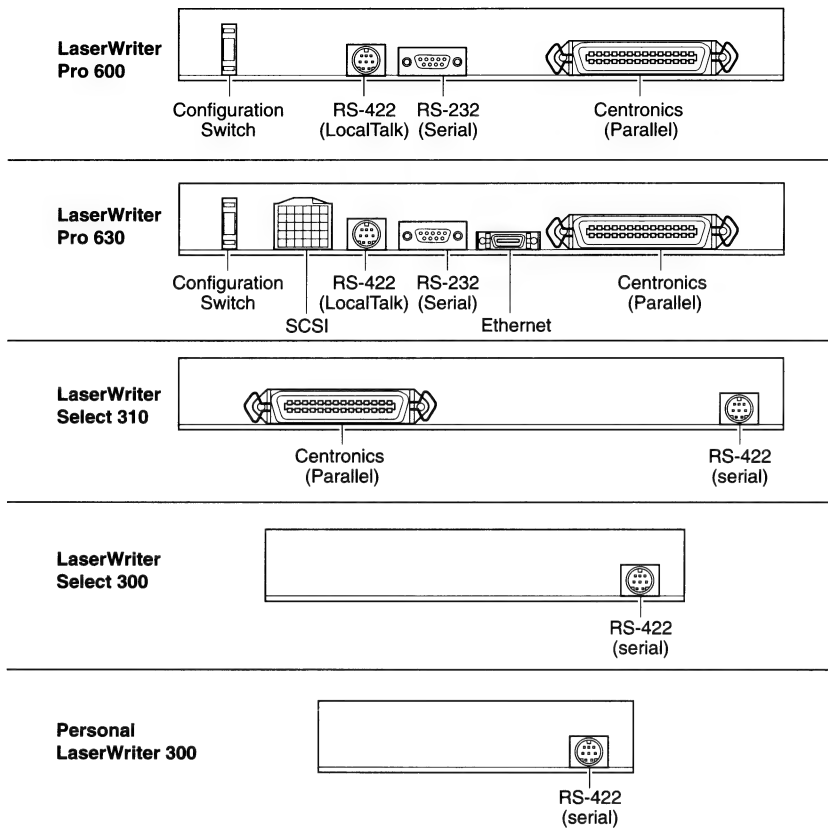 LaserWriter
Pro 600
Configuration
Switch
RS-422
(LocalTalk)
RS-232
(Serial)
Centronics
(Parallel)
LaserWriter
Pro 630
Configuration
Switch
SCSI
RS-422
(LocalTalk)
RS-232
(Serial)
Ethernet
Centronics
(Parallel)
LaserWriter
Select 310
Centronics
(Parallel)
RS-422
(serial)
LaserWriter
Select 300
RS-422
(serial)
Personal
LaserWriter 300
RS-422
(serial)